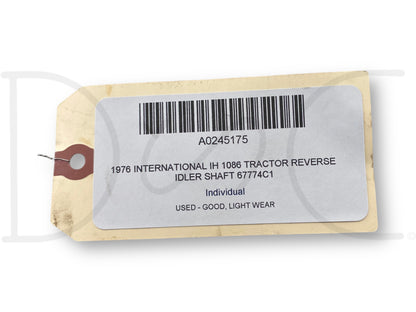 A0245175
1976 INTERNATIONAL IH 1086 TRACTOR REVERSE
IDLER SHAFT 67774C1
Individual
USED - GOOD, LIGHT WEAR